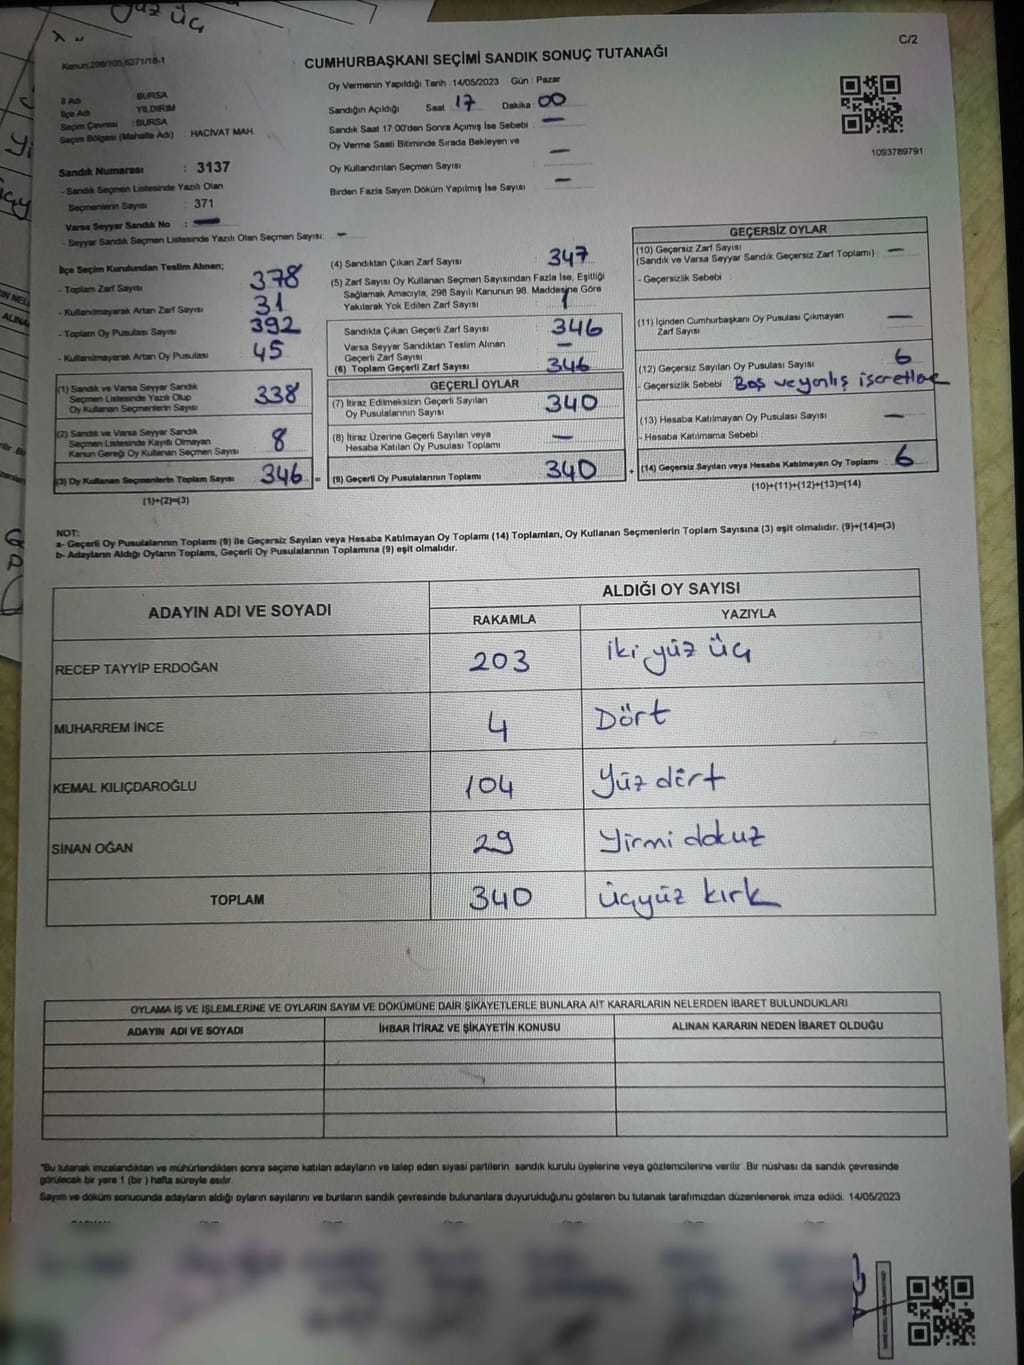 yüz üç
C/2
Kanun:298/105,6271/18-1
CUMHURBAŞKANI SEÇİMİ SANDIK SONUÇ TUTANAĞI
İl Adı : BURSA
İlçe Adı : YILDIRIM
Seçim Çevresi : BURSA
Seçim Bölgesi (Mahalle Adı) : HACİVAT MAH
Sandık Numarası : 3137
- Sandık Seçmen Listesinde Yazılı Olan
Seçmenlerin Sayısı : 371
Varsa Seyyar Sandık No : —
- Seyyar Sandık Seçmen Listesinde Yazılı Olan Seçmen Sayısı: —
Oy Vermenin Yapıldığı Tarih : 14/05/2023 Gün : Pazar
Sandığın Açıldığı Saat 17 Dakika 00
Sandık Saat 17 00'den Sonra Açımış İse Sebebi : —
Oy Verme Saati Bitiminde Sırada Bekleyen ve
Oy Kullandırılan Seçmen Sayısı : —
Birden Fazla Sayım Döküm Yapılmış İse Sayısı : —
1093789791
İlçe Seçim Kurulundan Teslim Alınan;
- Toplam Zarf Sayısı 378
- Kullanılmayarak Artan Zarf Sayısı 31
- Toplam Oy Pusulası Sayısı 392
- Kullanılmayarak Artan Oy Pusulası 45
(1) Sandık ve Varsa Seyyar Sandık
Seçmen Listesinde Yazılı Olup
Oy Kullanan Seçmenlerin Sayısı 338
(2) Sandık ve Varsa Seyyar Sandık
Seçmen Listesinde Kayıtlı Olmayan
Kanun Gereği Oy Kullanan Seçmen Sayısı 8
(3) Oy Kullanan Seçmenlerin Toplam Sayısı 346 =
(1)+(2)=(3)
(4) Sandıktan Çıkan Zarf Sayısı 347
(5) Zarf Sayısı Oy Kullanan Seçmen Sayısından Fazla İse, Eşitliği
Sağlamak Amacıyla, 298 Sayılı Kanunun 98. Maddesine Göre
Yakılarak Yok Edilen Zarf Sayısı 1
Sandıkta Çıkan Geçerli Zarf Sayısı 346
Varsa Seyyar Sandıktan Teslim Alınan
Geçerli Zarf Sayısı —
(6) Toplam Geçerli Zarf Sayısı 346
GEÇERLİ OYLAR
(7) İtiraz Edilmeksizin Geçerli Sayılan
Oy Pusulalarının Sayısı 340
(8) İtiraz Üzerine Geçerli Sayılan veya
Hesaba Katılan Oy Pusulası Toplamı —
(9) Geçerli Oy Pusulalarının Toplamı 340 +
GEÇERSİZ OYLAR
(10) Geçersiz Zarf Sayısı
(Sandık ve Varsa Seyyar Sandık Geçersiz Zarf Toplamı) : —
- Geçersizlik Sebebi :
(11) İçinden Cumhurbaşkanı Oy Pusulası Çıkmayan
Zarf Sayısı —
(12) Geçersiz Sayılan Oy Pusulası Sayısı : 6
- Geçersizlik Sebebi : Boş ve yanlış işaretlae
(13) Hesaba Katılmayan Oy Pusulası Sayısı : —
- Hesaba Katılmama Sebebi :
(14) Geçersiz Sayılan veya Hesaba Katılmayan Oy Toplamı : 6
(10)+(11)+(12)+(13)=(14)
NOT:
a- Geçerli Oy Pusulalarının Toplamı (9) ile Geçersiz Sayılan veya Hesaba Katılmayan Oy Toplamı (14) Toplamları, Oy Kullanan Seçmenlerin Toplam Sayısına (3) eşit olmalıdır. (9)+(14)=(3)
b- Adayların Aldığı Oyların Toplamı, Geçerli Oy Pusulalarının Toplamına (9) eşit olmalıdır.
ADAYIN ADI VE SOYADI
ALDIĞI OY SAYISI
RAKAMLA YAZIYLA
RECEP TAYYİP ERDOĞAN 203 iki yüz üç
MUHARREM İNCE 4 Dört
KEMAL KILIÇDAROĞLU 104 Yüz dört
SİNAN OĞAN 29 Yirmi dokuz
TOPLAM 340 üçyüz kırk
OYLAMA İŞ VE İŞLEMLERİNE VE OYLARIN SAYIM VE DÖKÜMÜNE DAİR ŞİKAYETLERLE BUNLARA AİT KARARLARIN NELERDEN İBARET BULUNDUKLARI
ADAYIN ADI VE SOYADI İHBAR İTİRAZ VE ŞİKAYETİN KONUSU ALINAN KARARIN NEDEN İBARET OLDUĞU
*Bu tutanak imzalandıktan ve mühürlendikten sonra seçime katılan adayların ve talep eden siyasi partilerin sandık kurulu üyelerine veya gözlemcilerine verilir. Bir nüshası da sandık çevresinde
görülecek bir yere 1 (bir ) hafta süreyle asılır.
Sayım ve döküm sonucunda adayların aldığı oyların sayılarını ve bunların sandık çevresinde bulunanlara duyurulduğunu gösteren bu tutanak tarafımızdan düzenlenerek imza edildi. 14/05/2023